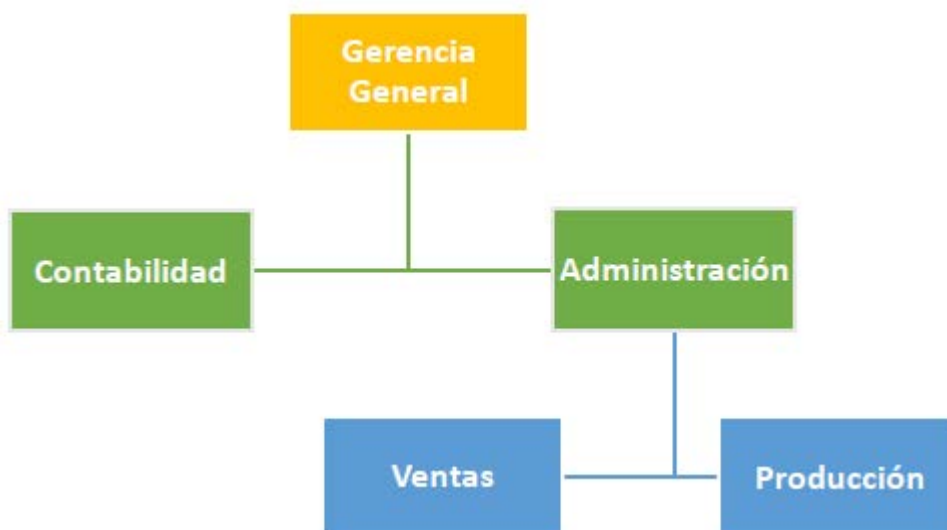 Gerencia
General
Contabilidad
Administración
Ventas
Producción